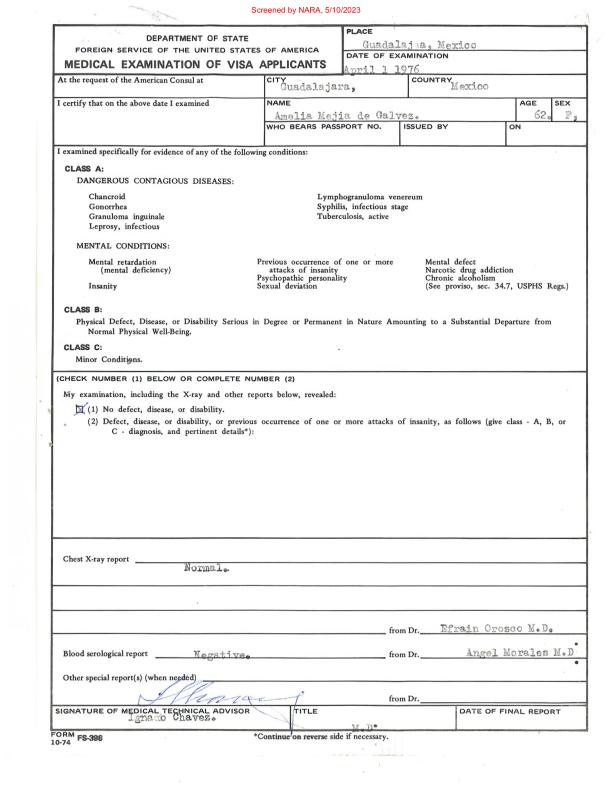 Screened by NARA, 5/10/2023
DEPARTMENT OF STATE
FOREIGN SERVICE OF THE UNITED STATES OF AMERICA
MEDICAL EXAMINATION OF VISA APPLICANTS
PLACE
Guadalajaa, Mexico
DATE OF EXAMINATION
April 1 1976
At the request of the American Consul at
CITY
Guadalajara,
COUNTRY
Mexico
I certify that on the above date I examined
NAME
Amelia Mejia de Galvez.
AGE
62.
SEX
F.
WHO BEARS PASSPORT NO.
ISSUED BY
ON
I examined specifically for evidence of any of the following conditions:
CLASS A:
DANGEROUS CONTAGIOUS DISEASES:
Chancroid
Gonorrhea
Granuloma inguinale
Leprosy, infectious
Lymphogranuloma venereum
Syphilis, infectious stage
Tuberculosis, active
MENTAL CONDITIONS:
Mental retardation
(mental deficiency)
Insanity
Previous occurrence of one or more
attacks of insanity
Psychopathic personality
Sexual deviation
Mental defect
Narcotic drug addiction
Chronic alcoholism
(See proviso, sec. 34.7, USPHS Regs.)
CLASS B:
Physical Defect, Disease, or Disability Serious in Degree or Permanent in Nature Amounting to a Substantial Departure from
Normal Physical Well-Being.
CLASS C:
Minor Conditions.
(CHECK NUMBER (1) BELOW OR COMPLETE NUMBER (2)
My examination, including the X-ray and other reports below, revealed:
(1) No defect, disease, or disability.
(2) Defect, disease, or disability, or previous occurrence of one or more attacks of insanity, as follows (give class - A, B, or
C - diagnosis, and pertinent details*):
Chest X-ray report
Normal.
from Dr. Efrain Orozco M.D.
Blood serological report Negative. from Dr. Angel Morales M.D.
Other special report(s) (when needed)
from Dr.
SIGNATURE OF MEDICAL TECHNICAL ADVISOR
Ignacio Chavez.
TITLE
M.D.
DATE OF FINAL REPORT
FORM FS-398
10-74
*Continue on reverse side if necessary.